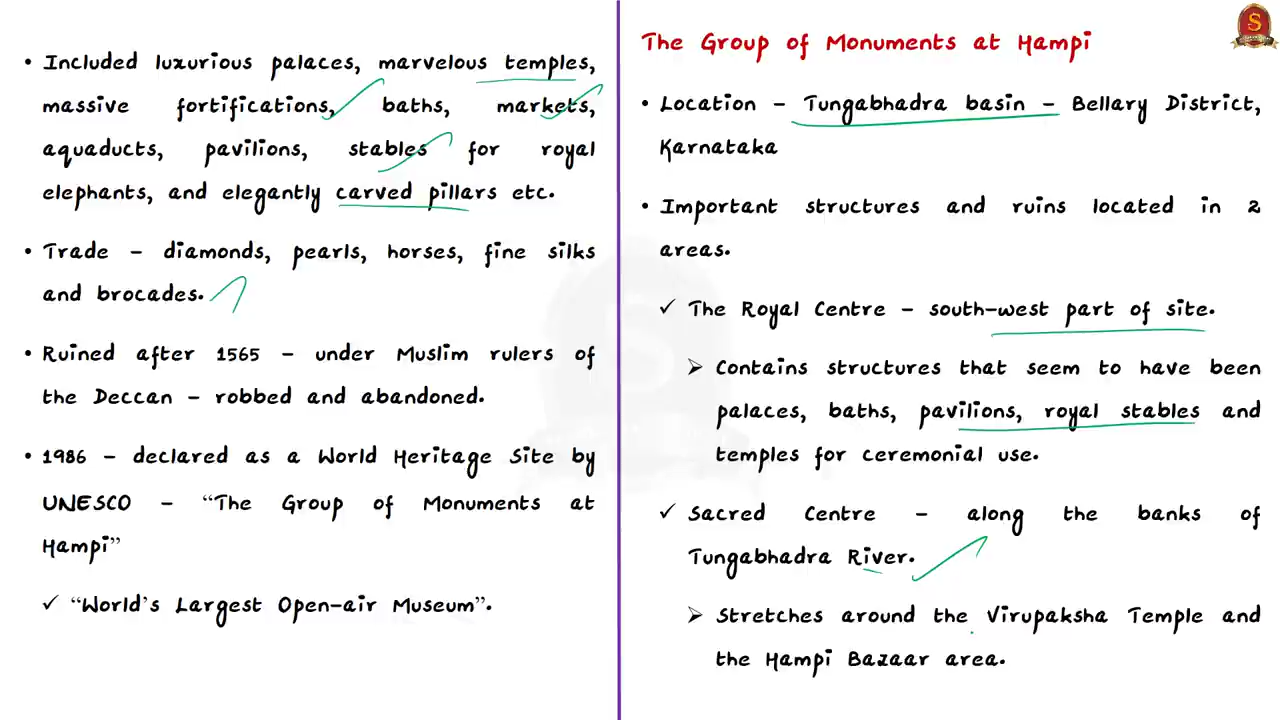 • Included luxurious palaces, marvelous temples,
massive fortifications, baths, markets,
aquaducts, pavilions, stables for royal
elephants, and elegantly carved pillars etc.
• Trade – diamonds, pearls, horses, fine silks
and brocades.
• Ruined after 1565 – under Muslim rulers of
the Deccan – robbed and abandoned.
• 1986 – declared as a World Heritage Site by
UNESCO – “The Group of Monuments at
Hampi”
✓ “World’s Largest Open-air Museum”.
The Group of Monuments at Hampi
• Location – Tungabhadra basin – Bellary District,
Karnataka
• Important structures and ruins located in 2
areas.
✓ The Royal Centre – south-west part of site.
➢ Contains structures that seem to have been
palaces, baths, pavilions, royal stables and
temples for ceremonial use.
✓ Sacred Centre – along the banks of
Tungabhadra River.
➢ Stretches around the Virupaksha Temple and
the Hampi Bazaar area.
S